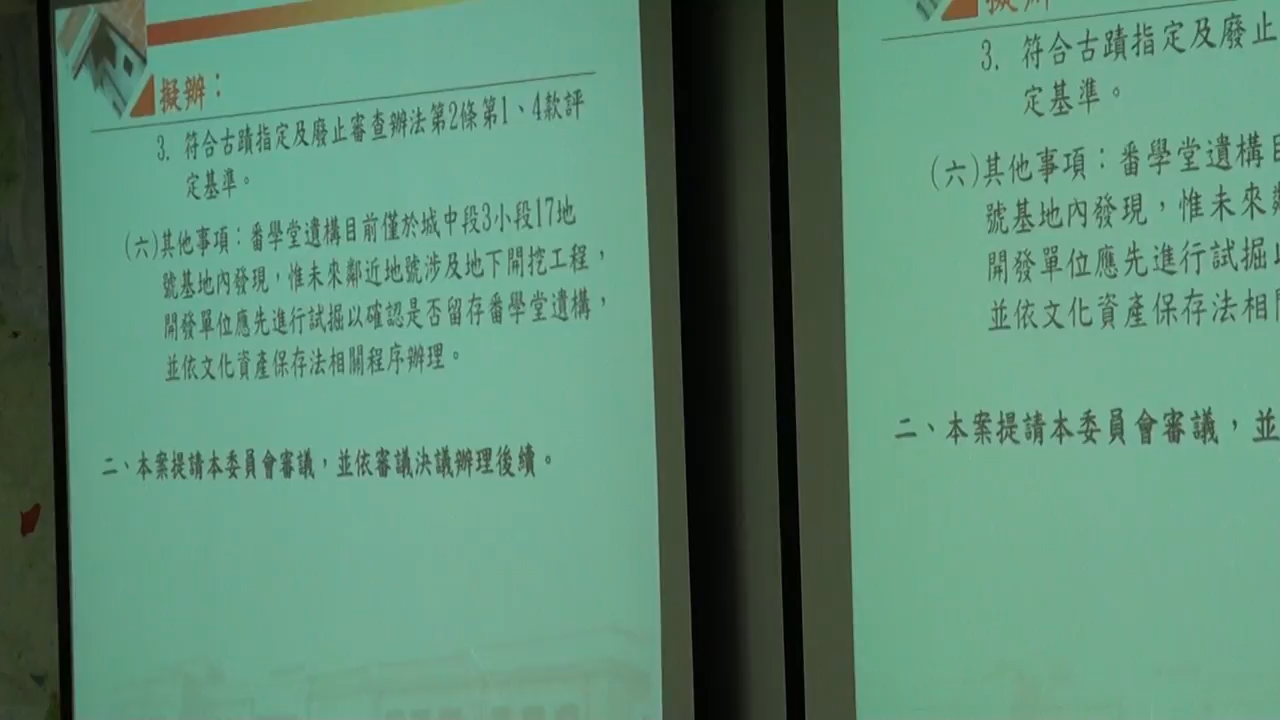 擬辦：
3. 符合古蹟指定及廢止審查辦法第2條第1、4款評
定基準。
(六)其他事項：番學堂遺構目前僅於城中段3小段17地
號基地內發現，惟未來鄰近地號涉及地下開挖工程，
開發單位應先進行試掘以確認是否留存番學堂遺構，
並依文化資產保存法相關程序辦理。
二、本案提請本委員會審議，並依審議決議辦理後續。
擬辦
3. 符合古蹟指定及廢止
定基準。
(六)其他事項：番學堂遺構
號基地內發現，惟未來
開發單位應先進行試掘
並依文化資產保存法相
二、本案提請本委員會審議，並